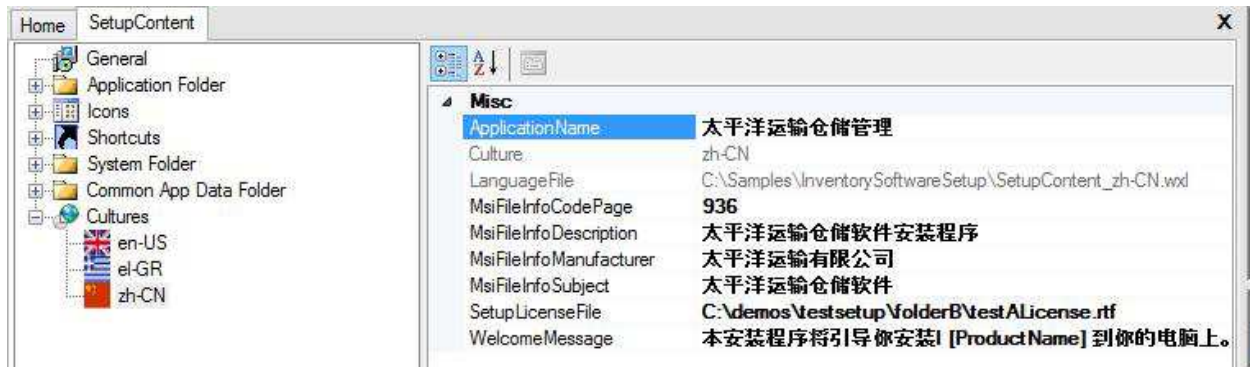 Home SetupContent X
General
Application Folder
Icons
Shortcuts
System Folder
Common App Data Folder
Cultures
en-US
el-GR
zh-CN
Misc
ApplicationName 太平洋运输仓储管理
Culture zh-CN
LanguageFile C:\Samples\InventorySoftwareSetup\SetupContent_zh-CN.wxl
MsiFileInfoCodePage 936
MsiFileInfoDescription 太平洋运输仓储软件安装程序
MsiFileInfoManufacturer 太平洋运输有限公司
MsiFileInfoSubject 太平洋运输仓储软件
SetupLicenseFile C:\demos\testsetup\folderB\testALicense.rtf
WelcomeMessage 本安装程序将引导你安装l [ProductName] 到你的电脑上。